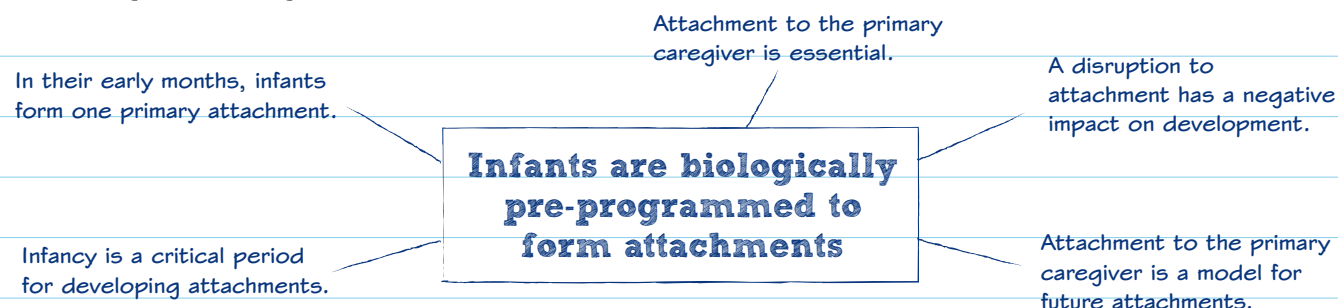 Attachment to the primary
caregiver is essential.
In their early months, infants
form one primary attachment.
A disruption to
attachment has a negative
impact on development.
Infants are biologically
pre-programmed to
form attachments
Infancy is a critical period
for developing attachments.
Attachment to the primary
caregiver is a model for
future attachments.